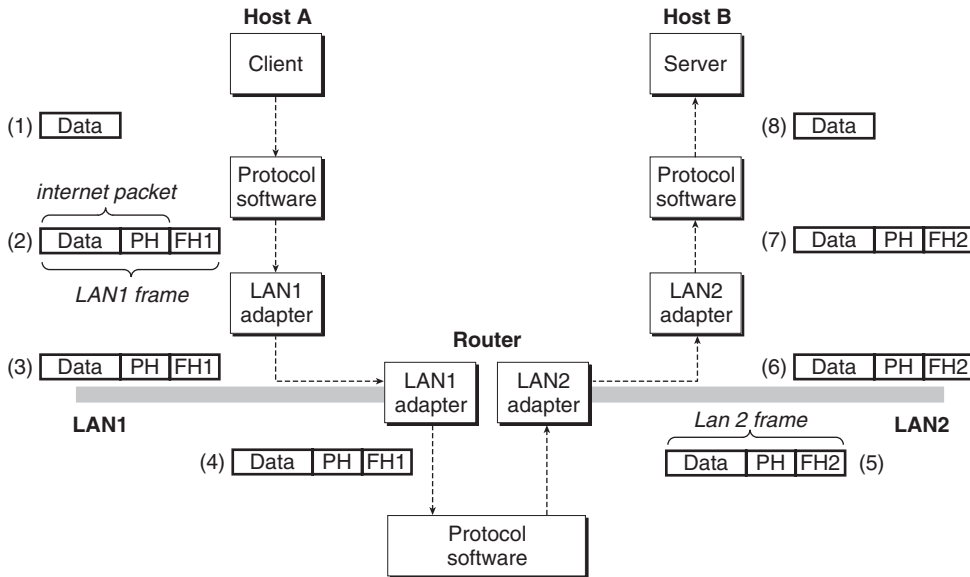 Host A
Host B
Client
Server
(1) Data
(8) Data
Protocol
software
Protocol
software
internet packet
(2) Data PH FH1
(7) Data PH FH2
LAN1 frame
LAN1
adapter
LAN2
adapter
Router
(3) Data PH FH1
LAN1
adapter
LAN2
adapter
(6) Data PH FH2
LAN1
Lan 2 frame
LAN2
(4) Data PH FH1
Data PH FH2 (5)
Protocol
software